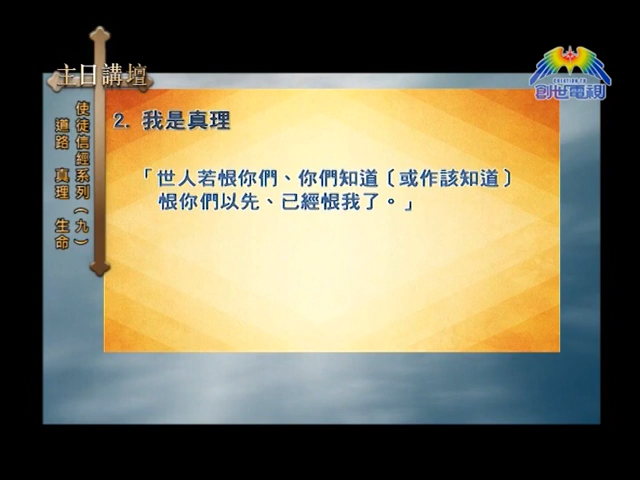 主日講壇
使徒信經系列（九）
道路 真理 生命
CREATION TV
創世電視
2. 我是真理
「世人若恨你們、你們知道〔或作該知道〕
恨你們以先、已經恨我了。」